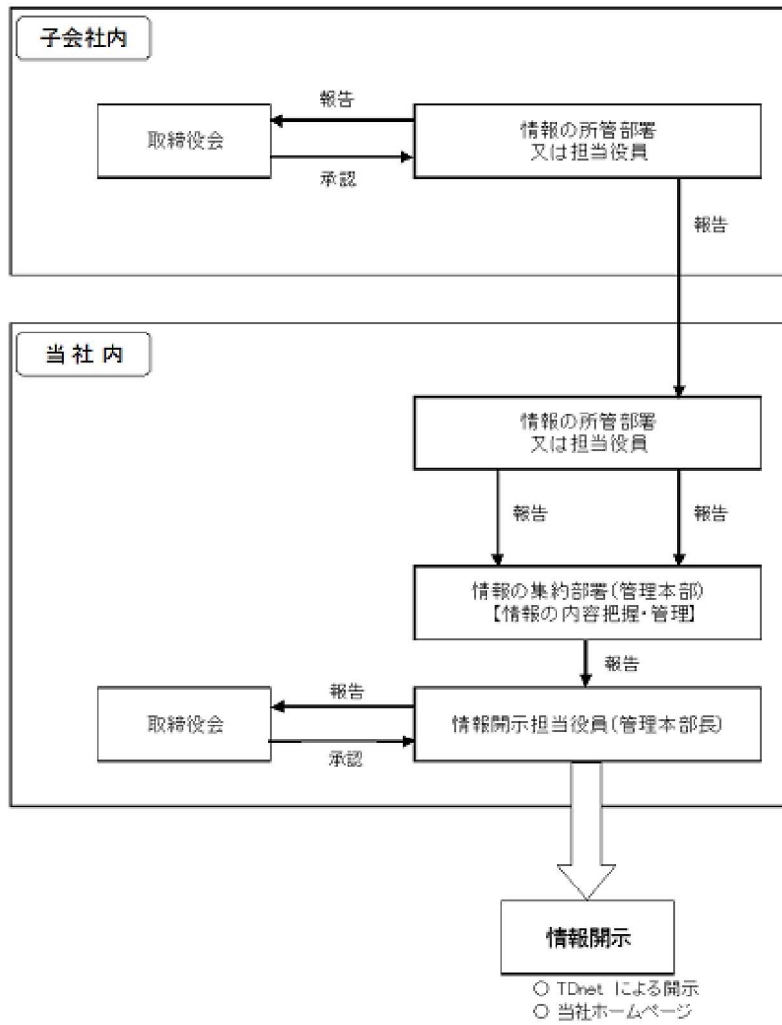 子会社内
報告
取締役会
情報の所管部署
又は担当役員
承認
報告
当社内
情報の所管部署
又は担当役員
報告
報告
情報の集約部署(管理本部)
【情報の内容把握・管理】
報告
報告
取締役会
情報開示担当役員(管理本部長)
承認
情報開示
○ TDnet による開示
○ 当社ホームページ